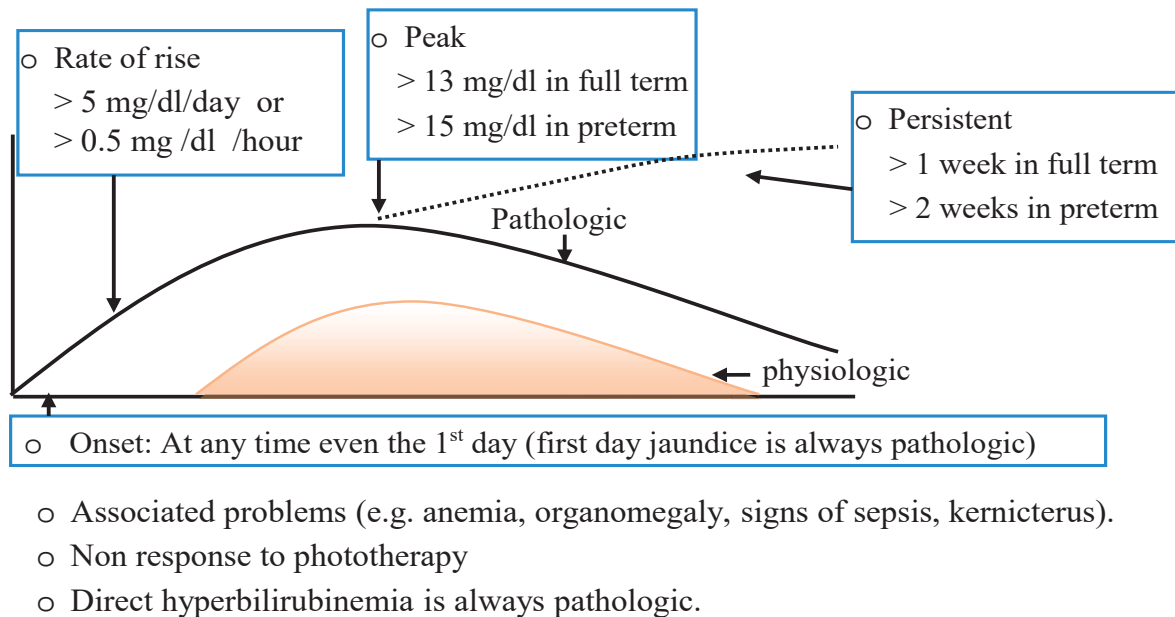 o Rate of rise
> 5 mg/dl/day or
> 0.5 mg /dl /hour
o Peak
> 13 mg/dl in full term
> 15 mg/dl in preterm
o Persistent
> 1 week in full term
> 2 weeks in preterm
Pathologic
physiologic
o Onset: At any time even the 1st day (first day jaundice is always pathologic)
o Associated problems (e.g. anemia, organomegaly, signs of sepsis, kernicterus).
o Non response to phototherapy
o Direct hyperbilirubinemia is always pathologic.